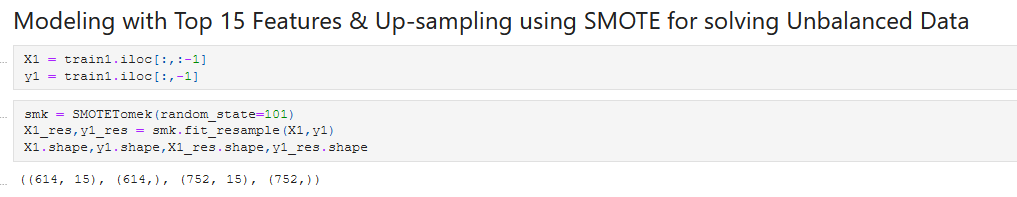 Modeling with Top 15 Features & Up-sampling using SMOTE for solving Unbalanced Data
X1 = train1.iloc[:,:-1]
y1 = train1.iloc[:,-1]
smk = SMOTETomek(random_state=101)
X1_res,y1_res = smk.fit_resample(X1,y1)
X1.shape,y1.shape,X1_res.shape,y1_res.shape
((614, 15), (614,), (752, 15), (752,))